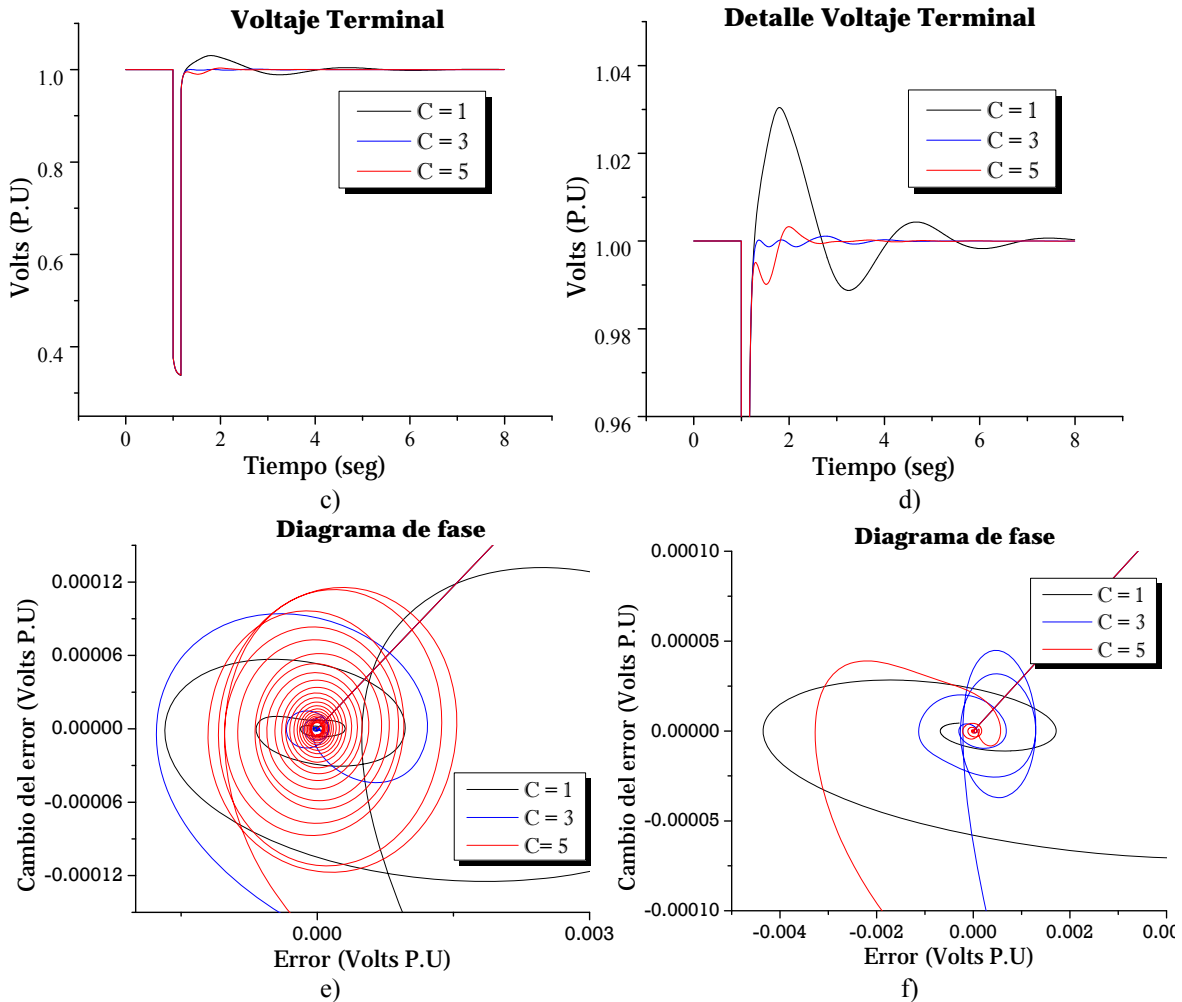 Voltaje Terminal
1.0
0.8
0.6
0.4
Volts (P.U)
C = 1
C = 3
C = 5
0
2
4
6
8
Tiempo (seg)
c)
Detalle Voltaje Terminal
1.04
1.02
1.00
0.98
0.96
Volts (P.U)
C = 1
C = 3
C = 5
0
2
4
6
8
Tiempo (seg)
d)
Diagrama de fase
0.00012
0.00006
0.00000
-0.00006
-0.00012
Cambio del error (Volts P.U)
C = 1
C = 3
C= 5
0.000
0.003
Error (Volts P.U)
e)
Diagrama de fase
0.00010
0.00005
0.00000
-0.00005
-0.00010
Cambio del error (Volts P.U)
C = 1
C = 3
C = 5
-0.004
-0.002
0.000
0.002
0.00
Error (Volts P.U)
f)